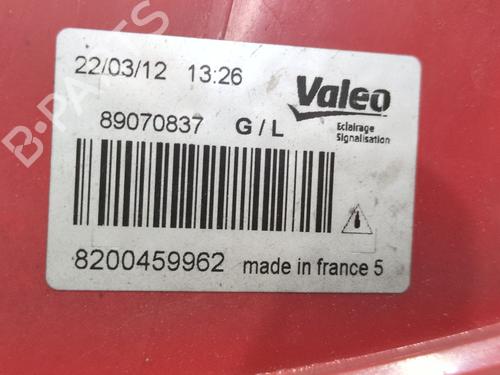 22/03/12 13:26
Valeo
Eclairage
Signalisation
89070837 G/L
8200459962 made in france 5
B-PARTS